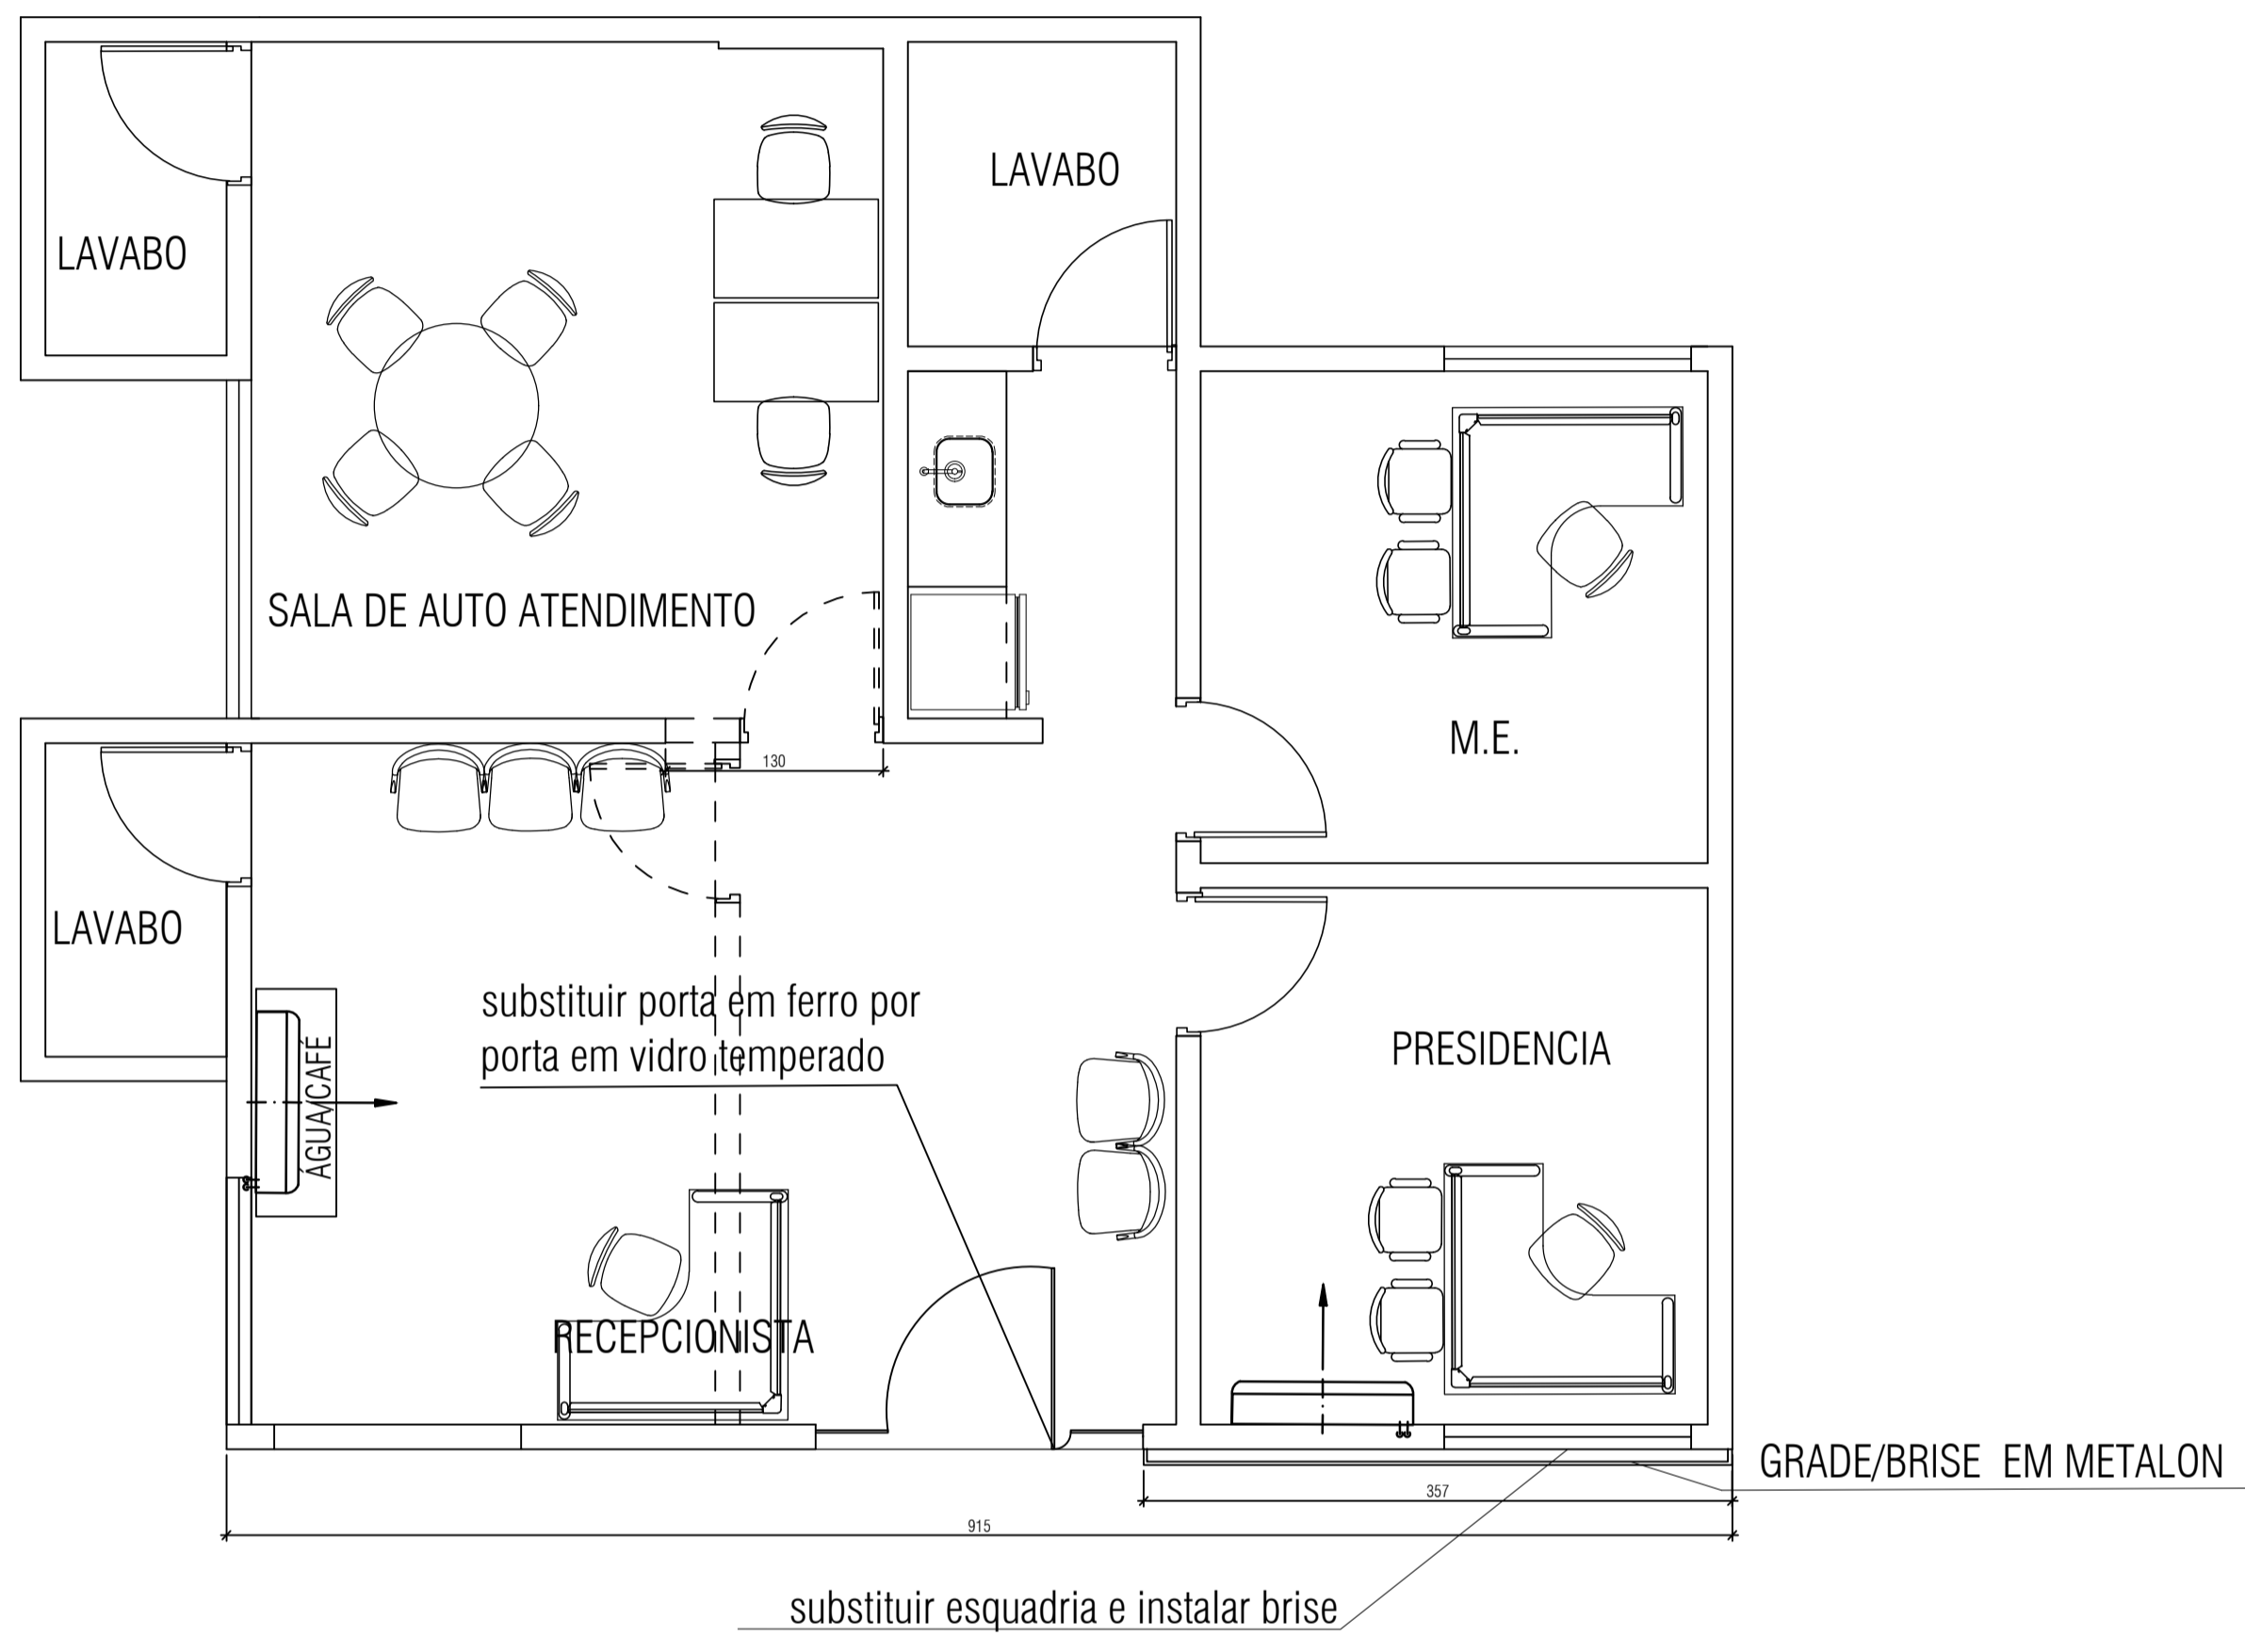 LAVABO
LAVABO
SALA DE AUTO ATENDIMENTO
M.E.
130
LAVABO
substituir porta em ferro por
porta em vidro temperado
PRESIDENCIA
ÁGUA/CAFÉ
RECEPCIONISTA
GRADE/BRISE EM METALON
357
915
substituir esquadria e instalar brise